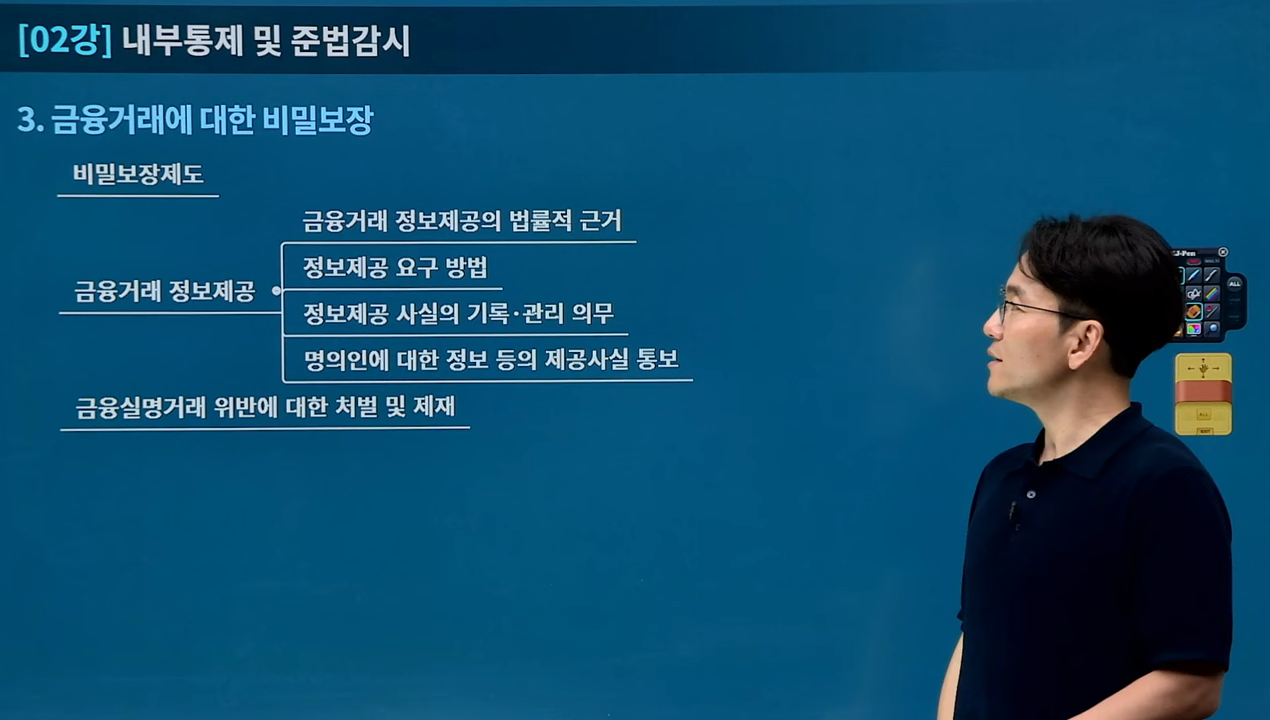 [02강] 내부통제 및 준법감시
3. 금융거래에 대한 비밀보장
비밀보장제도
금융거래 정보제공의 법률적 근거
정보제공 요구 방법
금융거래 정보제공
정보제공 사실의 기록·관리 의무
명의인에 대한 정보 등의 제공사실 통보
금융실명거래 위반에 대한 처벌 및 제재
ALL
ALL
EXIT